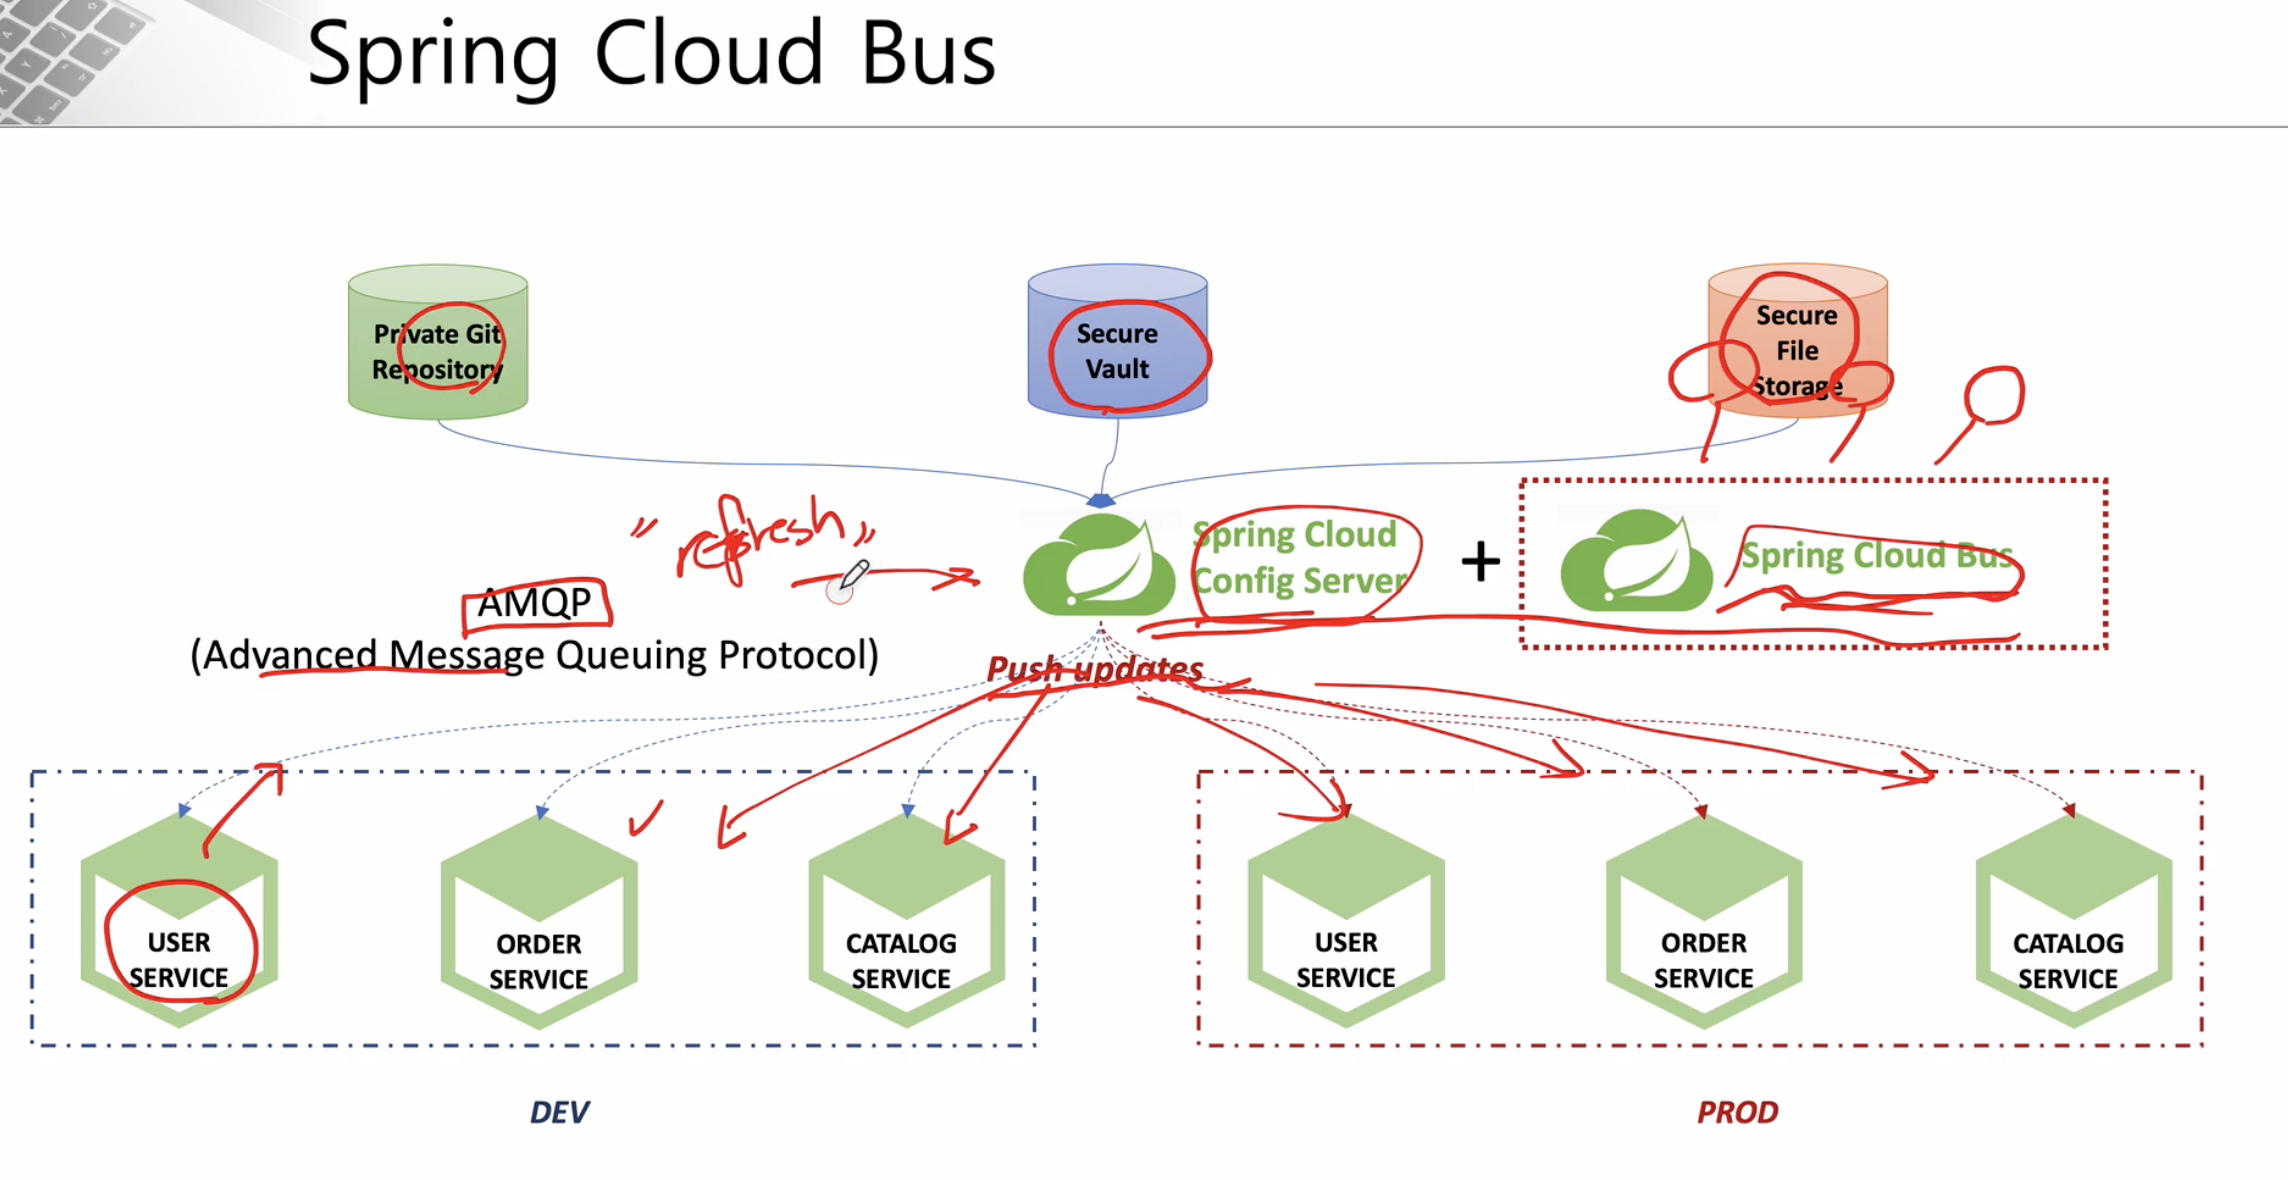 Spring Cloud Bus
Private Git
Repository
Secure
Vault
Secure
File
Storage
"refresh"
Spring Cloud
Config Server
+
Spring Cloud Bus
AMQP
(Advanced Message Queuing Protocol)
Push updates
USER
SERVICE
ORDER
SERVICE
CATALOG
SERVICE
USER
SERVICE
ORDER
SERVICE
CATALOG
SERVICE
DEV
PROD